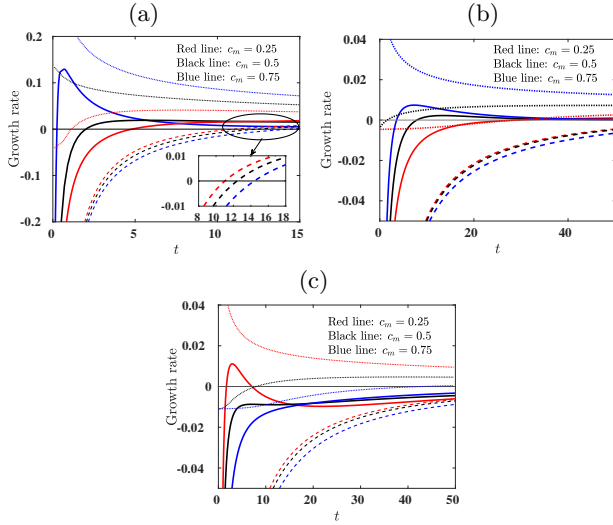 (a)
0.2
0.1
0
-0.1
-0.2
Growth rate
Red line: c_m = 0.25
Black line: c_m = 0.5
Blue line: c_m = 0.75
0.01
0
-0.01
8 10 12 14 16 18
0 5 10 15
t
(b)
0.04
0.02
0
-0.02
-0.04
Growth rate
Red line: c_m = 0.25
Black line: c_m = 0.5
Blue line: c_m = 0.75
0 20 40
t
(c)
0.04
0.02
0
-0.02
-0.04
Growth rate
Red line: c_m = 0.25
Black line: c_m = 0.5
Blue line: c_m = 0.75
0 10 20 30 40 50
t